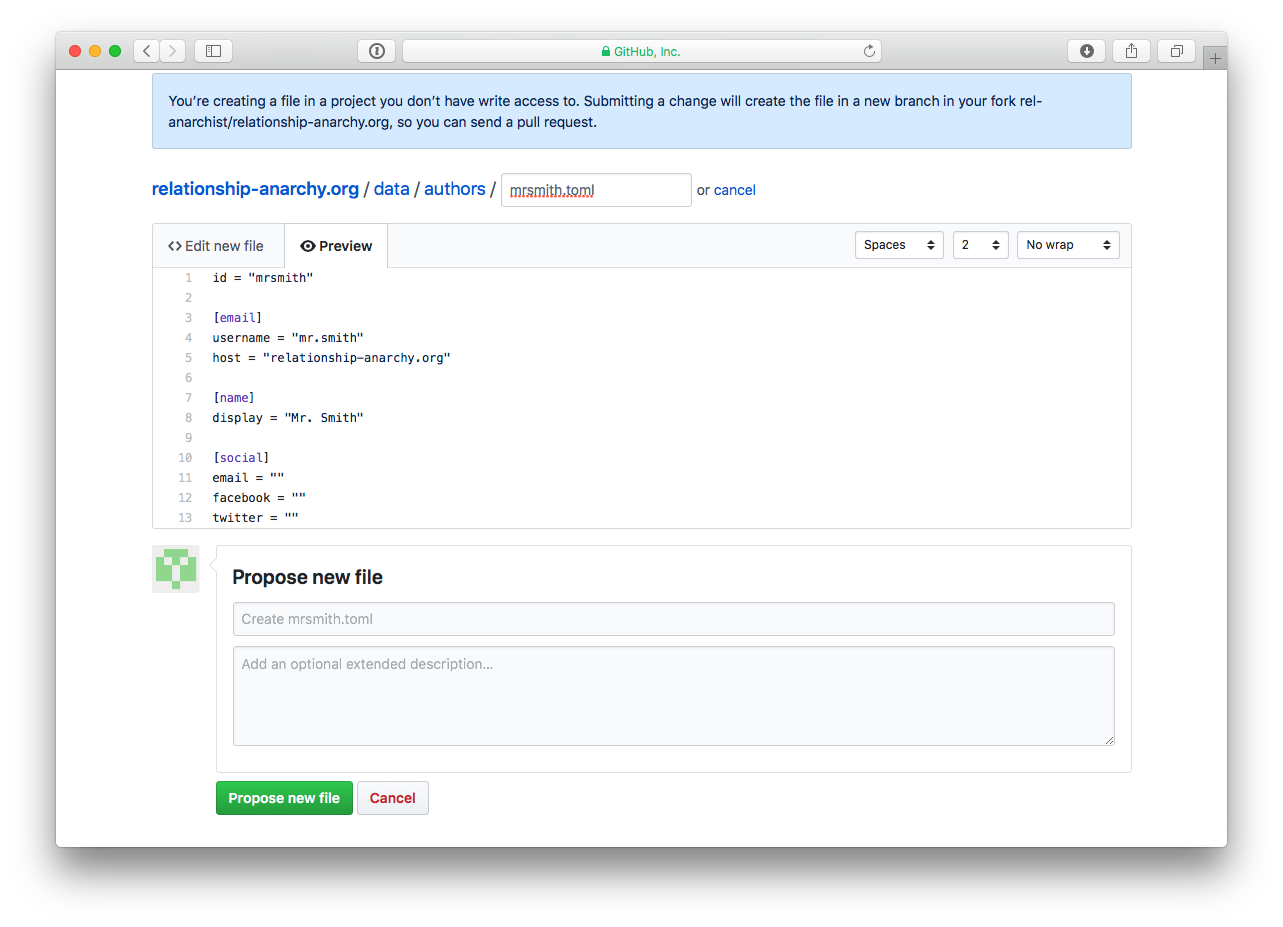 GitHub, Inc.
You’re creating a file in a project you don’t have write access to. Submitting a change will create the file in a new branch in your fork rel-
anarchist/relationship-anarchy.org, so you can send a pull request.
relationship-anarchy.org / data / authors / mrsmith.toml or cancel
<> Edit new file Preview Spaces 2 No wrap
1 id = "mrsmith"
2
3 [email]
4 username = "mr.smith"
5 host = "relationship-anarchy.org"
6
7 [name]
8 display = "Mr. Smith"
9
10 [social]
11 email = ""
12 facebook = ""
13 twitter = ""
Propose new file
Create mrsmith.toml
Add an optional extended description...
Propose new file Cancel